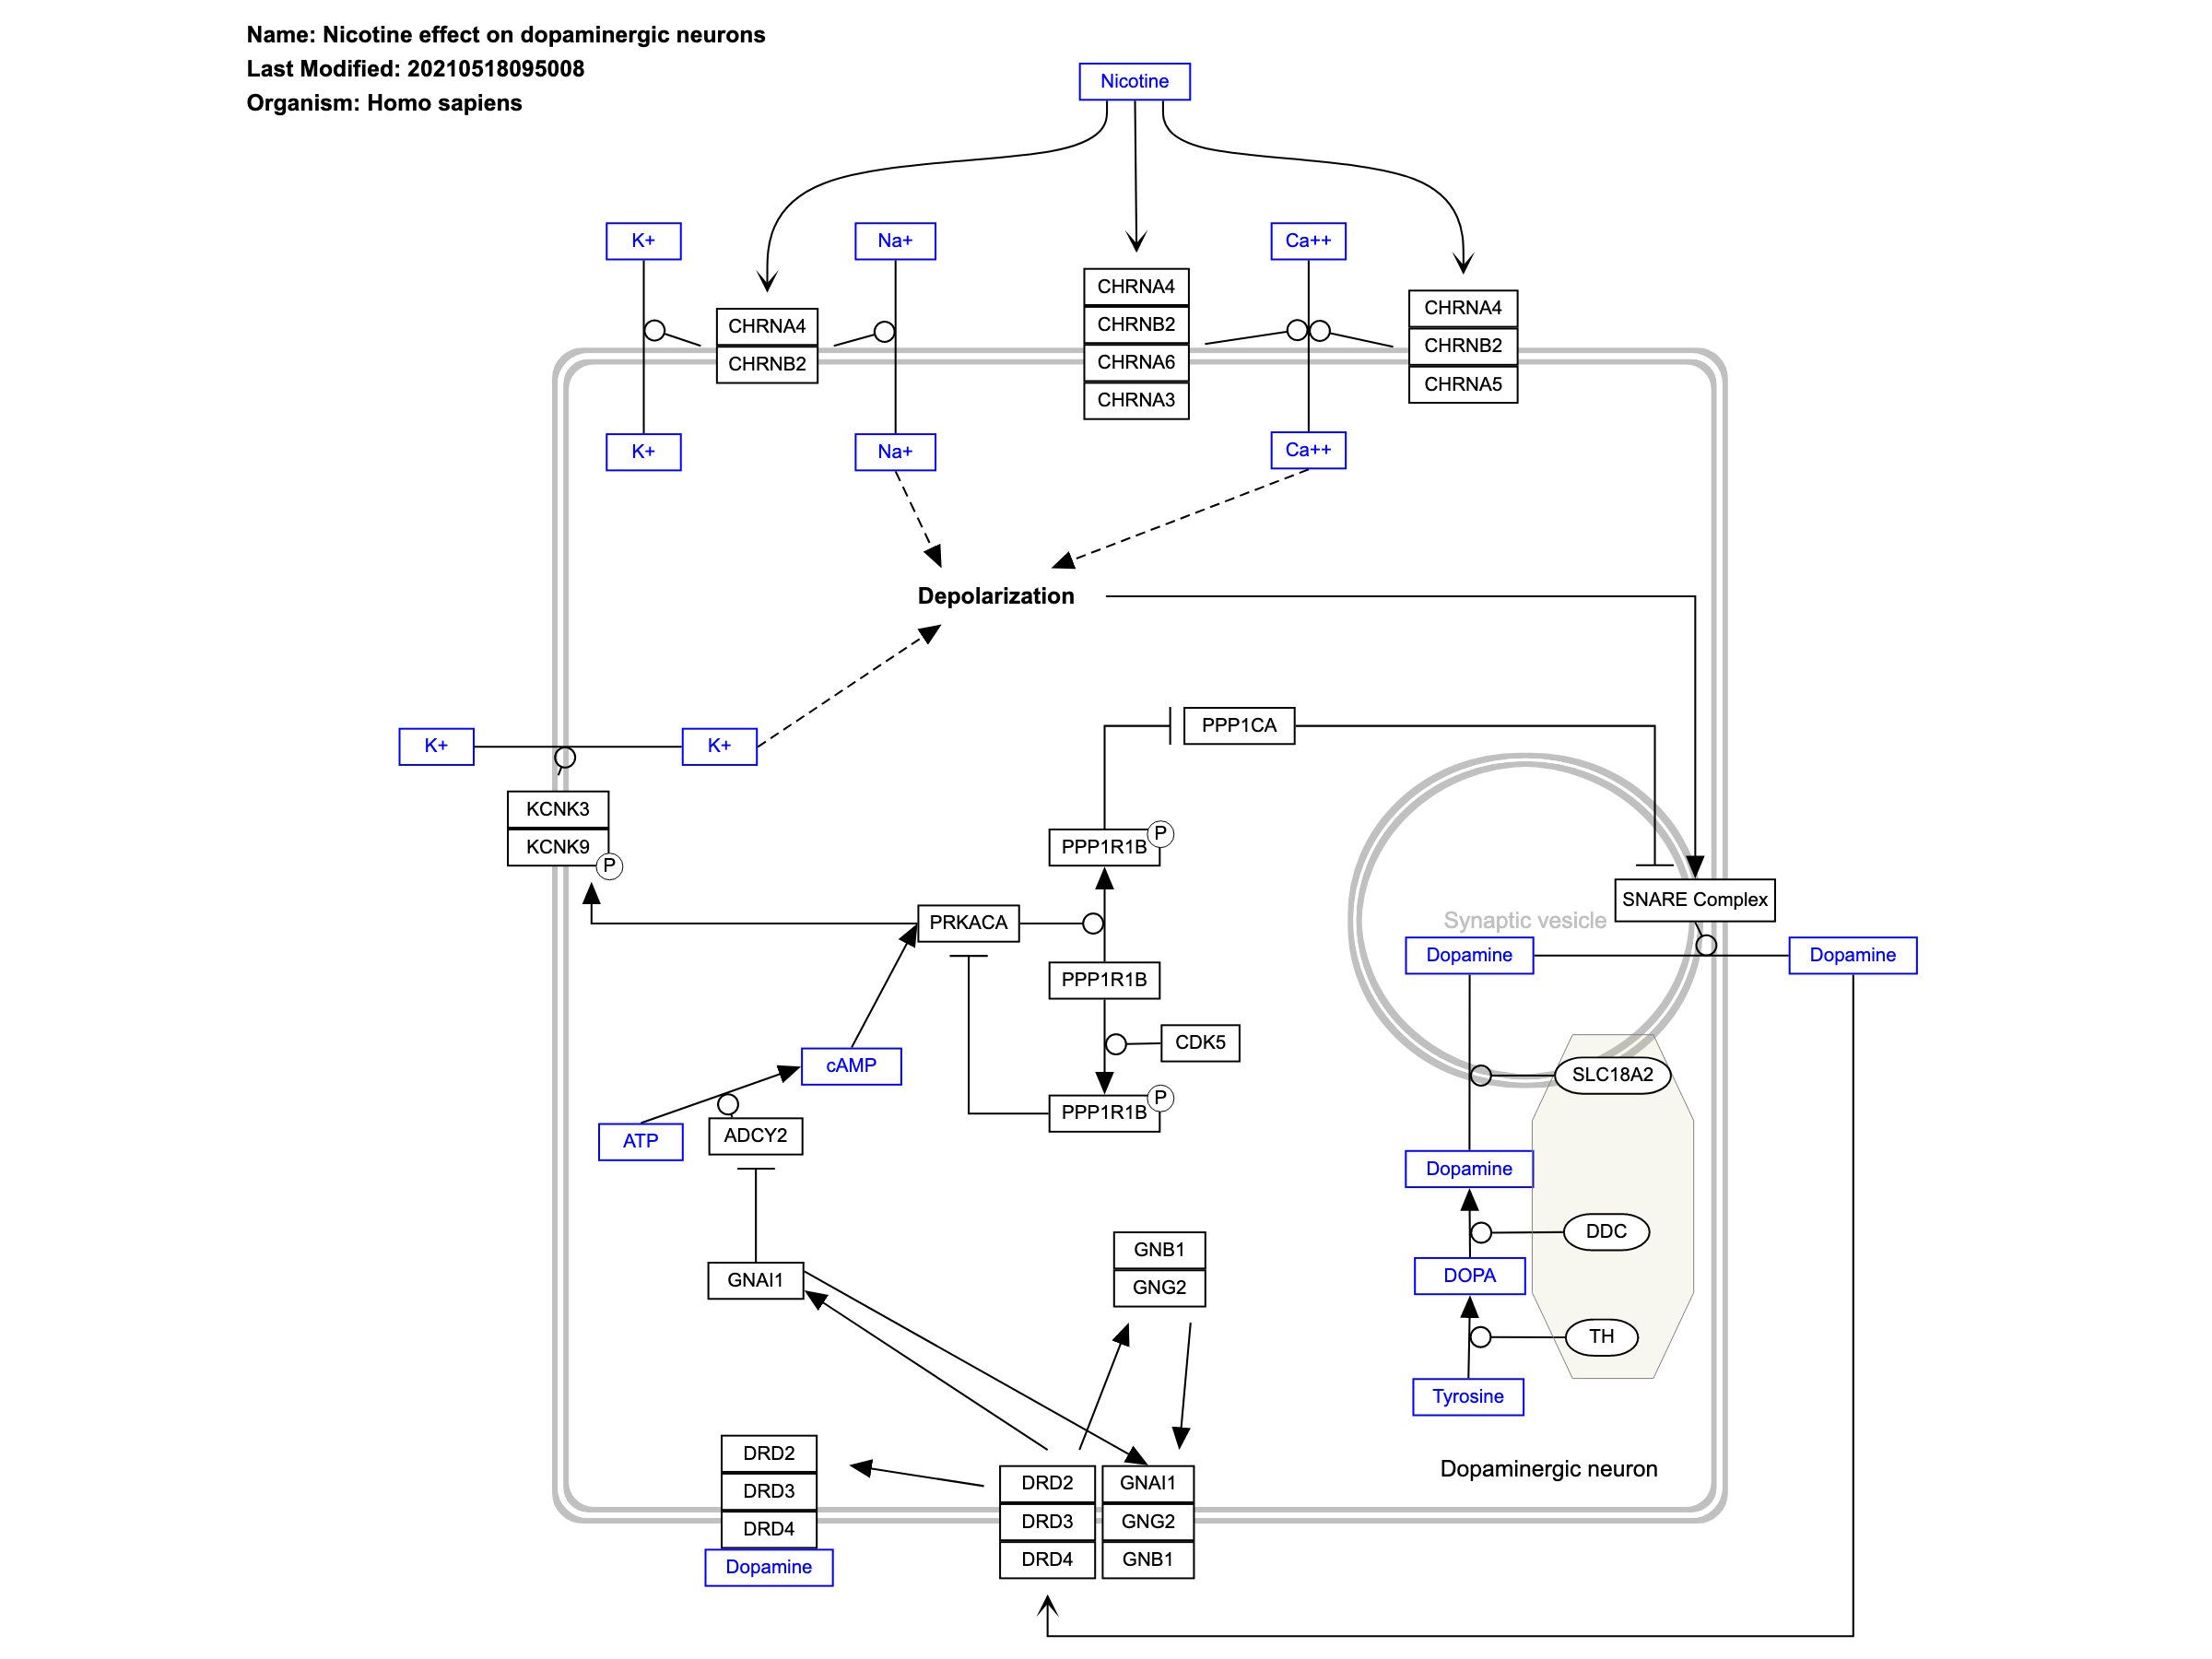 Name: Nicotine effect on dopaminergic neurons
Last Modified: 20210518095008
Organism: Homo sapiens
Nicotine
K+
Na+
Ca++
CHRNA4
CHRNB2
CHRNA4
CHRNB2
CHRNA6
CHRNA3
CHRNA4
CHRNB2
CHRNA5
K+
Na+
Ca++
Depolarization
K+
K+
KCNK3
KCNK9
P
PPP1CA
PPP1R1B
P
PRKACA
PPP1R1B
CDK5
PPP1R1B
P
cAMP
ATP
ADCY2
GNAI1
GNB1
GNG2
SNARE Complex
Synaptic vesicle
Dopamine
Dopamine
SLC18A2
Dopamine
DDC
DOPA
TH
Tyrosine
Dopaminergic neuron
DRD2
DRD3
DRD4
Dopamine
DRD2
DRD3
DRD4
GNAI1
GNG2
GNB1